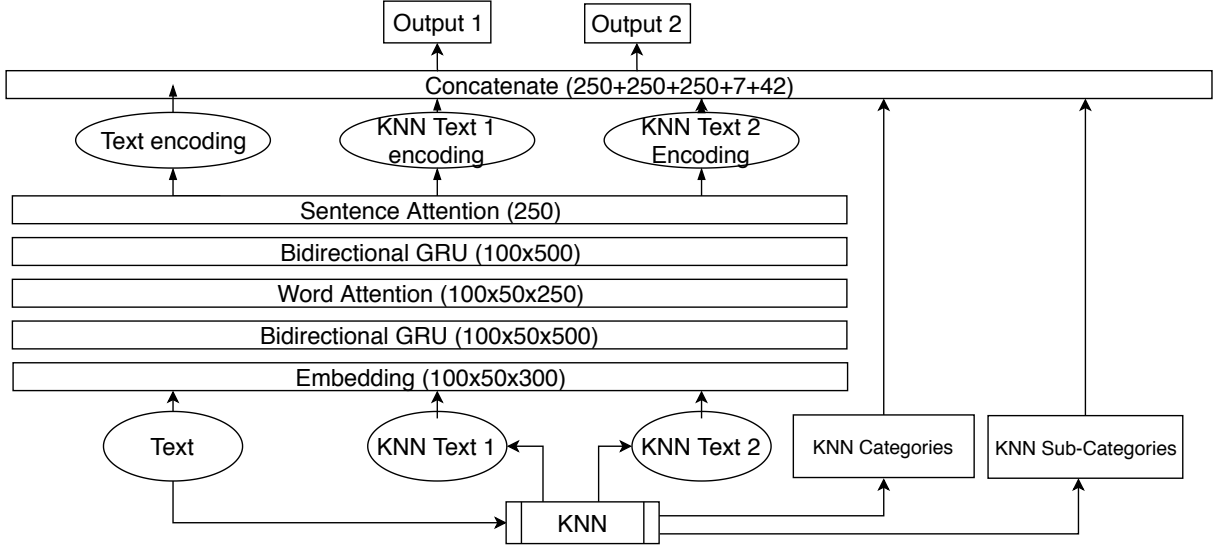 Output 1
Output 2
Concatenate (250+250+250+7+42)
Text encoding
KNN Text 1
encoding
KNN Text 2
Encoding
Sentence Attention (250)
Bidirectional GRU (100x500)
Word Attention (100x50x250)
Bidirectional GRU (100x50x500)
Embedding (100x50x300)
Text
KNN Text 1
KNN Text 2
KNN Categories
KNN Sub-Categories
KNN